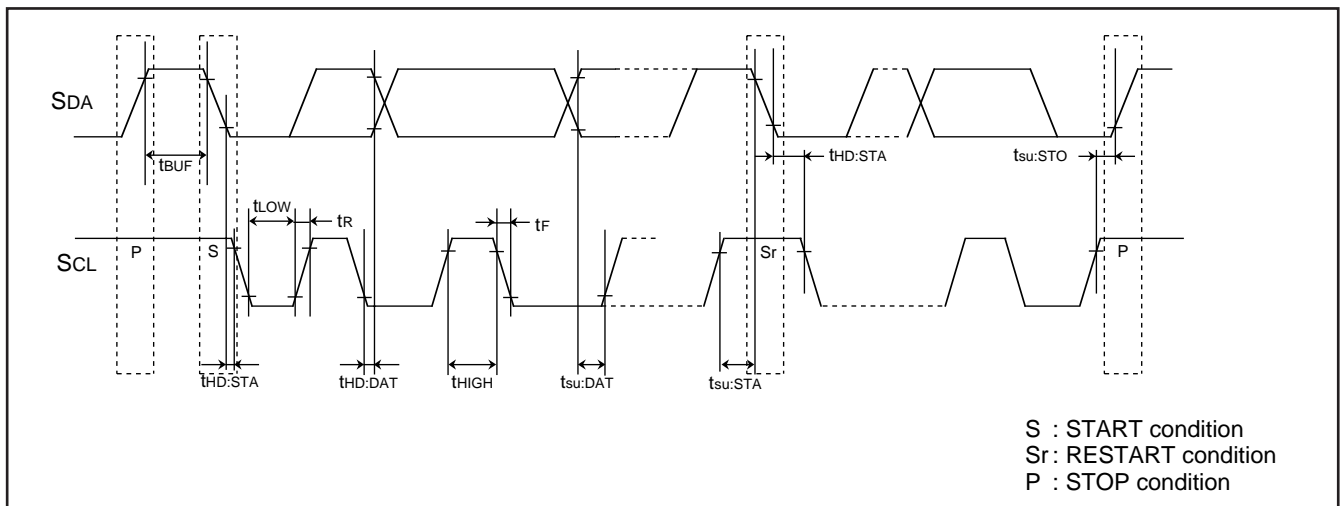 SDA
tBUF
tHD:STA
tsu:STO
tLOW
tR
tF
SCL
P
S
Sr
P
tHD:STA
tHD:DAT
tHIGH
tsu:DAT
tsu:STA
S : START condition
Sr : RESTART condition
P : STOP condition